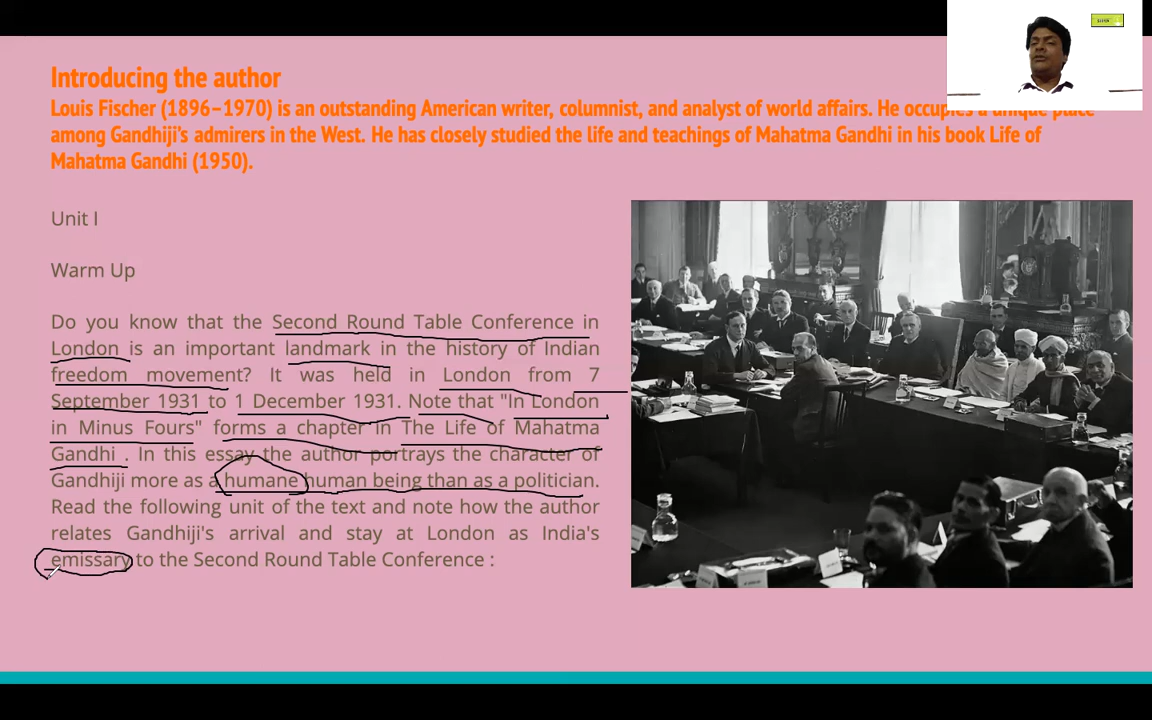 Introducing the author
Louis Fischer (1896–1970) is an outstanding American writer, columnist, and analyst of world affairs. He occupies a unique place
among Gandhiji's admirers in the West. He has closely studied the life and teachings of Mahatma Gandhi in his book Life of
Mahatma Gandhi (1950).
Unit I
Warm Up
Do you know that the Second Round Table Conference in
London is an important landmark in the history of Indian
freedom movement? It was held in London from 7
September 1931 to 1 December 1931. Note that "In London
in Minus Fours" forms a chapter in The Life of Mahatma
Gandhi . In this essay the author portrays the character of
Gandhiji more as a humane human being than as a politician.
Read the following unit of the text and note how the author
relates Gandhiji's arrival and stay at London as India's
emissary to the Second Round Table Conference :